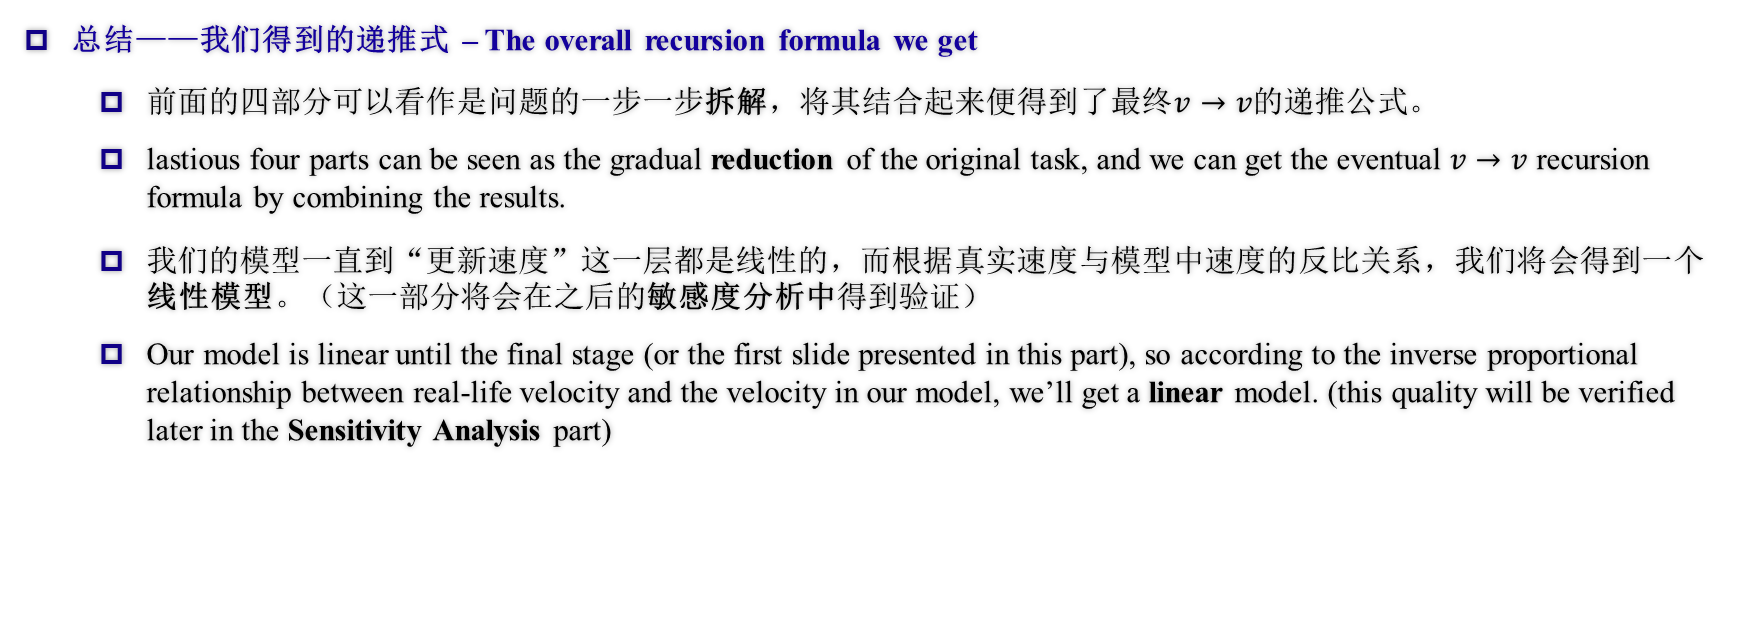 总结——我们得到的递推式 – The overall recursion formula we get
前面的四部分可以看作是问题的一步一步拆解，将其结合起来便得到了最终v → v的递推公式。
lastious four parts can be seen as the gradual reduction of the original task, and we can get the eventual v → v recursion
formula by combining the results.
我们的模型一直到“更新速度”这一层都是线性的，而根据真实速度与模型中速度的反比关系，我们将会得到一个
线性模型。（这一部分将会在之后的敏感度分析中得到验证）
Our model is linear until the final stage (or the first slide presented in this part), so according to the inverse proportional
relationship between real-life velocity and the velocity in our model, we’ll get a linear model. (this quality will be verified
later in the Sensitivity Analysis part)